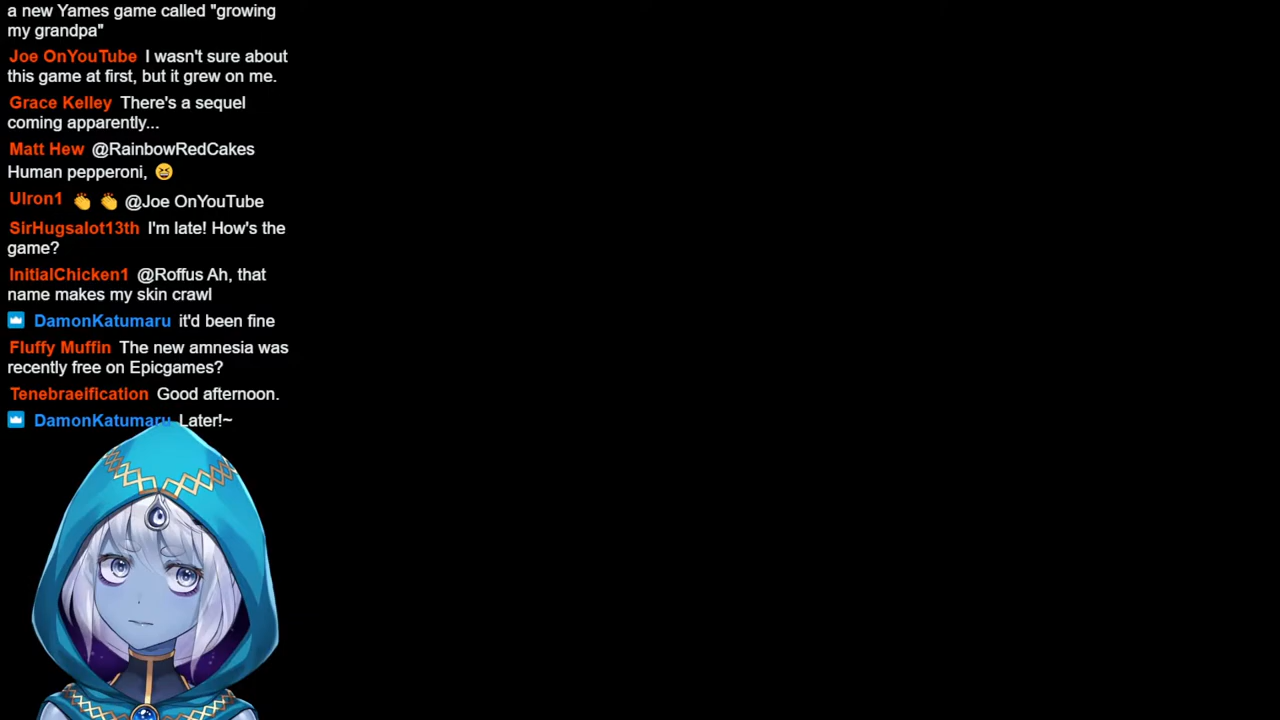 a new Yames game called "growing
my grandpa"
Joe OnYouTube I wasn't sure about
this game at first, but it grew on me.
Grace Kelley There's a sequel
coming apparently...
Matt Hew @RainbowRedCakes
Human pepperoni, 😆
Ulron1 👏 👏 @Joe OnYouTube
SirHugsalot13th I'm late! How's the
game?
InitialChicken1 @Roffus Ah, that
name makes my skin crawl
DamonKatumaru it'd been fine
Fluffy Muffin The new amnesia was
recently free on Epicgames?
Tenebraeification Good afternoon.
DamonKatumaru Later!~